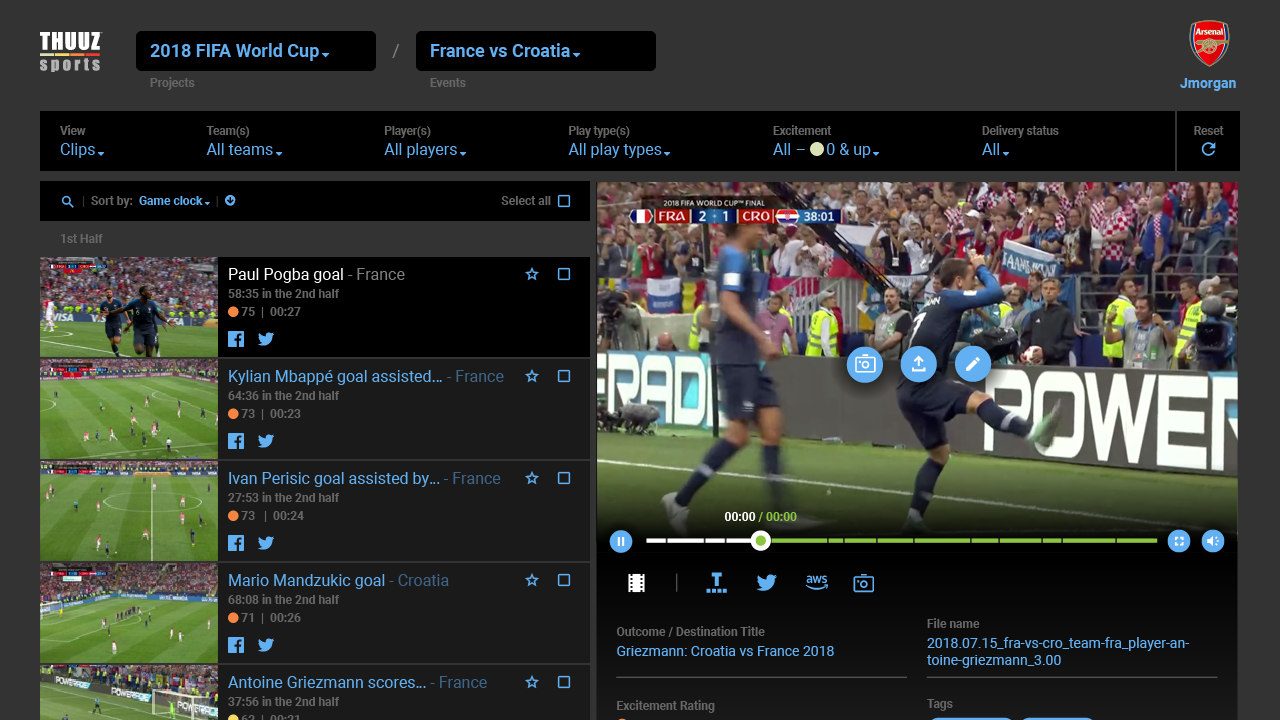 THUUZ
sports
2018 FIFA World Cup
/
France vs Croatia
Projects
Events
Arsenal
Jmorgan
View
Clips
Team(s)
All teams
Player(s)
All players
Play type(s)
All play types
Excitement
All – 0 & up
Delivery status
All
Reset
Sort by: Game clock
Select all
1st Half
Paul Pogba goal - France
58:35 in the 2nd half
75 | 00:27
Kylian Mbappé goal assisted... - France
64:36 in the 2nd half
73 | 00:23
Ivan Perisic goal assisted by... - France
27:53 in the 2nd half
73 | 00:24
Mario Mandzukic goal - Croatia
68:08 in the 2nd half
71 | 00:26
Antoine Griezmann scores... - France
37:56 in the 2nd half
2018 FIFA WORLD CUP™ FINAL
FRA 2 - 1 CRO 38:01
7
ERADE
POWER
00:00 / 00:00
T
aws
Outcome / Destination Title
Griezmann: Croatia vs France 2018
File name
2018.07.15_fra-vs-cro_team-fra_player-an-
toine-griezmann_3.00
Excitement Rating
Tags